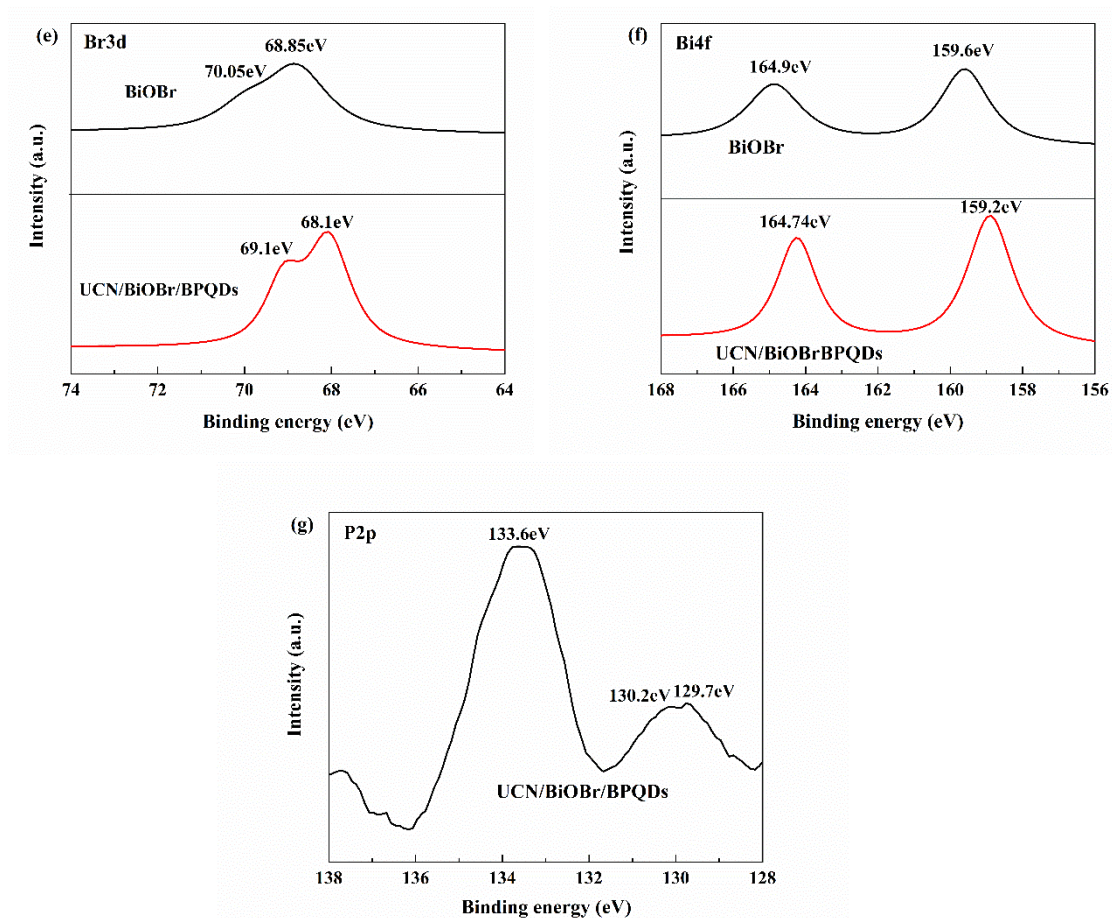 (e)
Br3d
68.85eV
70.05eV
BiOBr
68.1eV
69.1eV
UCN/BiOBr/BPQDs
Intensity (a.u.)
74 72 70 68 66 64
Binding energy (eV)
(f)
Bi4f
164.9eV
159.6eV
BiOBr
164.74eV
159.2eV
UCN/BiOBrBPQDs
Intensity (a.u.)
168 166 164 162 160 158 156
Binding energy (eV)
(g)
P2p
133.6eV
130.2eV
129.7eV
UCN/BiOBr/BPQDs
Intensity (a.u.)
138 136 134 132 130 128
Binding energy (eV)